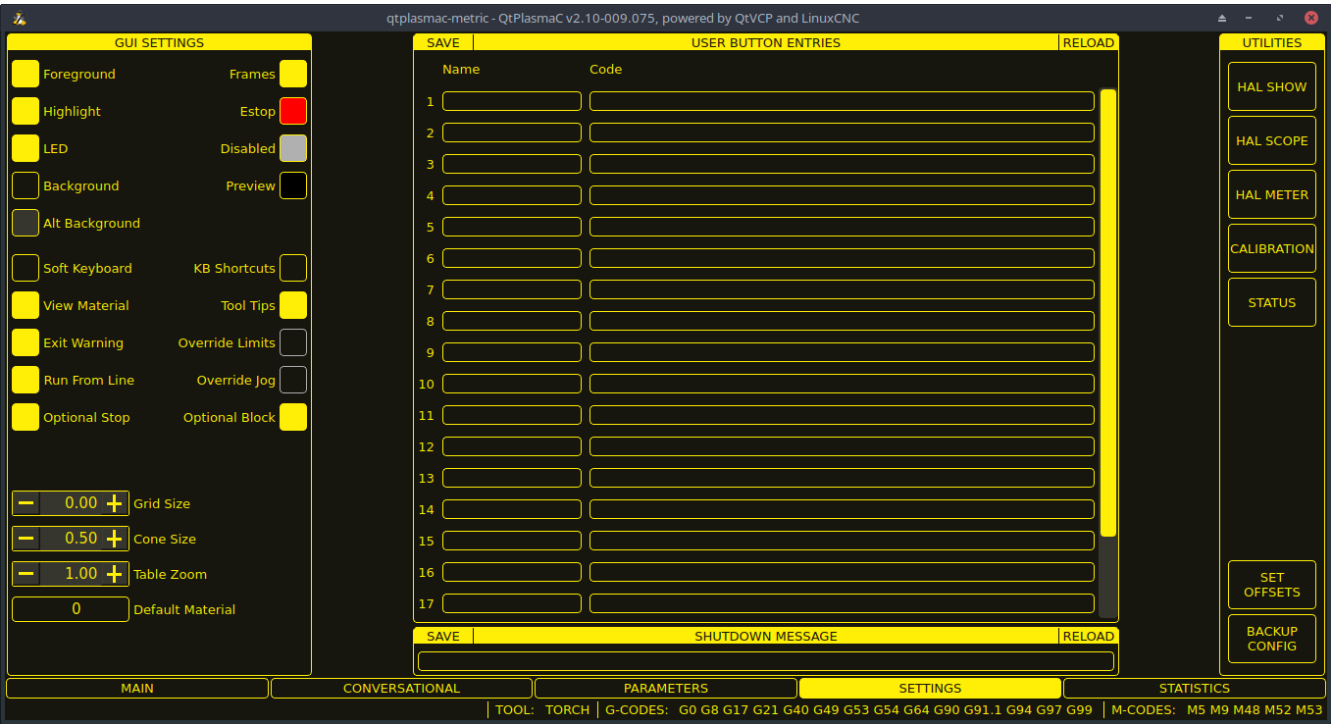 qtplasmac-metric - QtPlasmaC v2.10-009.075, powered by QtVCP and LinuxCNC
GUI SETTINGS
Foreground Frames
Highlight Estop
LED Disabled
Background Preview
Alt Background
Soft Keyboard KB Shortcuts
View Material Tool Tips
Exit Warning Override Limits
Run From Line Override Jog
Optional Stop Optional Block
0.00 Grid Size
0.50 Cone Size
1.00 Table Zoom
0 Default Material
SAVE USER BUTTON ENTRIES RELOAD
Name Code
1
2
3
4
5
6
7
8
9
10
11
12
13
14
15
16
17
SAVE SHUTDOWN MESSAGE RELOAD
UTILITIES
HAL SHOW
HAL SCOPE
HAL METER
CALIBRATION
STATUS
SET
OFFSETS
BACKUP
CONFIG
MAIN CONVERSATIONAL PARAMETERS SETTINGS STATISTICS
TOOL: TORCH G-CODES: G0 G8 G17 G21 G40 G49 G53 G54 G64 G90 G91.1 G94 G97 G99 M-CODES: M5 M9 M48 M52 M53